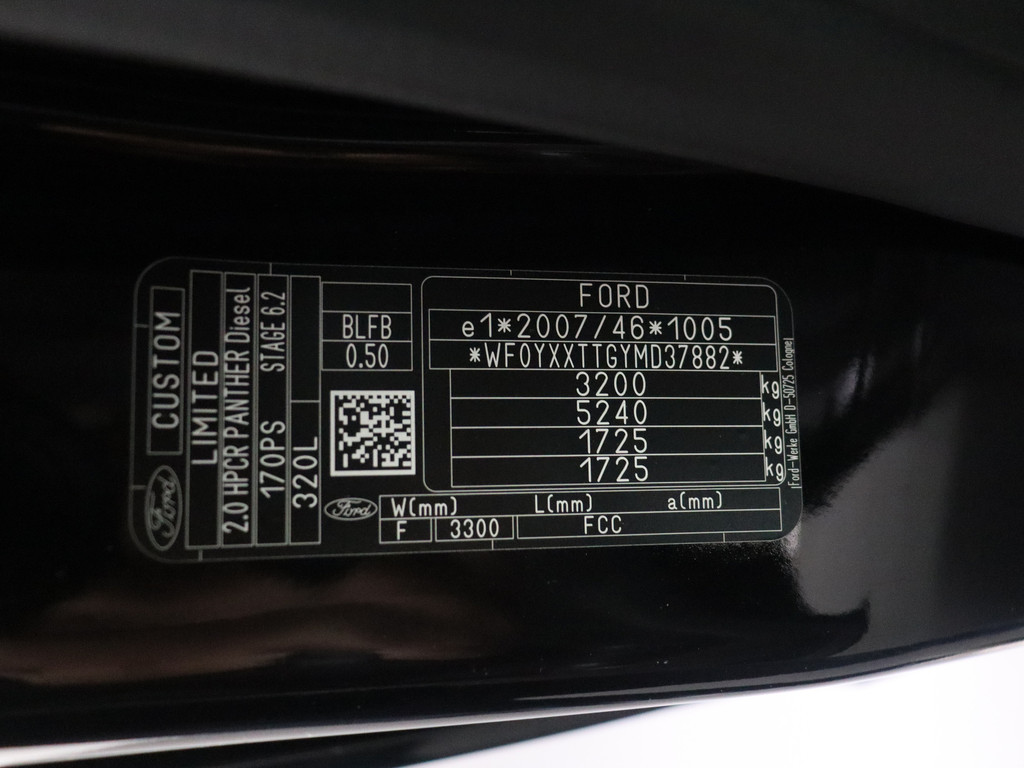 Ford
CUSTOM
LIMITED
2.0 HPCR PANTHER Diesel
170PS STAGE 6.2
320L
BLFB
0.50
Ford
FORD
e1*2007/46*1005
*WF0YXXTTGYMD37882*
3200 kg
5240 kg
1725 kg
1725 kg
W(mm) L(mm) a(mm)
F 3300 FCC
Ford-Werke GmbH D-50725 Cologne